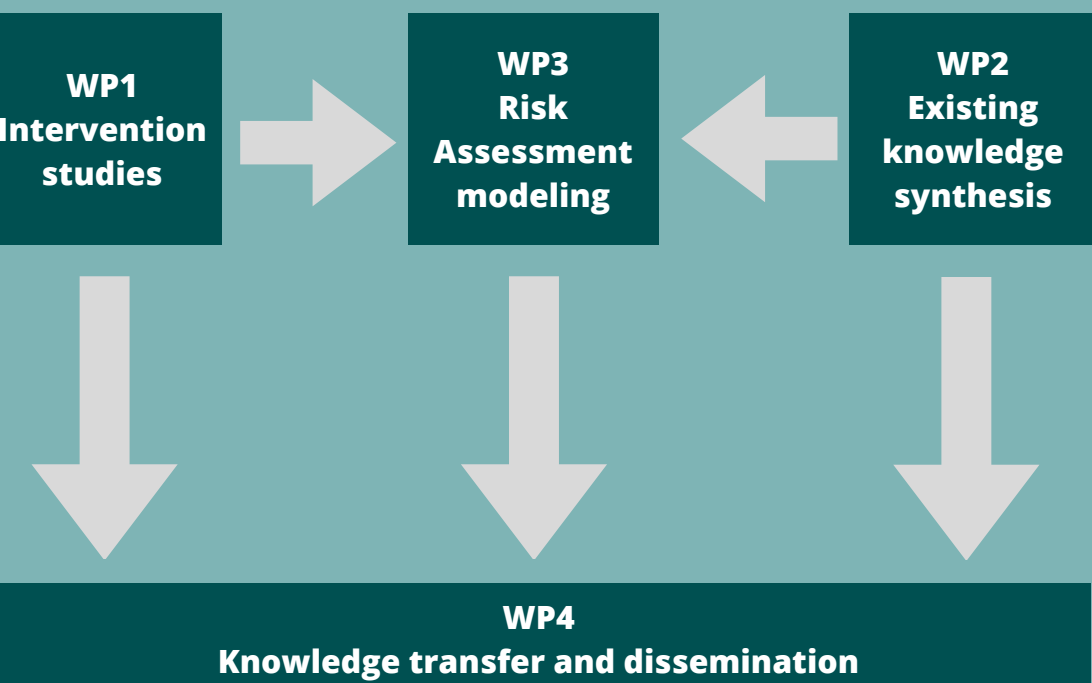 WP1
Intervention
studies
WP3
Risk
Assessment
modeling
WP2
Existing
knowledge
synthesis
WP4
Knowledge transfer and dissemination